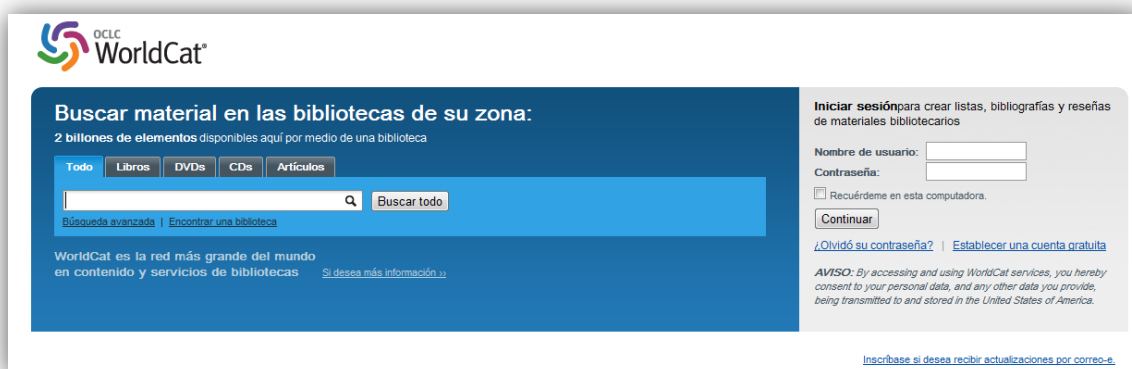 OCLC
WorldCat®
Buscar material en las bibliotecas de su zona:
2 billones de elementos disponibles aquí por medio de una biblioteca
Todo
Libros
DVDs
CDs
Artículos
Buscar todo
Búsqueda avanzada | Encontrar una biblioteca
WorldCat es la red más grande del mundo
en contenido y servicios de bibliotecas
Si desea más información ››
Iniciar sesiónpara crear listas, bibliografías y reseñas
de materiales bibliotecarios
Nombre de usuario:
Contraseña:
Recuérdeme en esta computadora.
Continuar
¿Olvidó su contraseña? | Establecer una cuenta gratuita
AVISO: By accessing and using WorldCat services, you hereby
consent to your personal data, and any other data you provide,
being transmitted to and stored in the United States of America.
Inscríbase si desea recibir actualizaciones por correo-e.